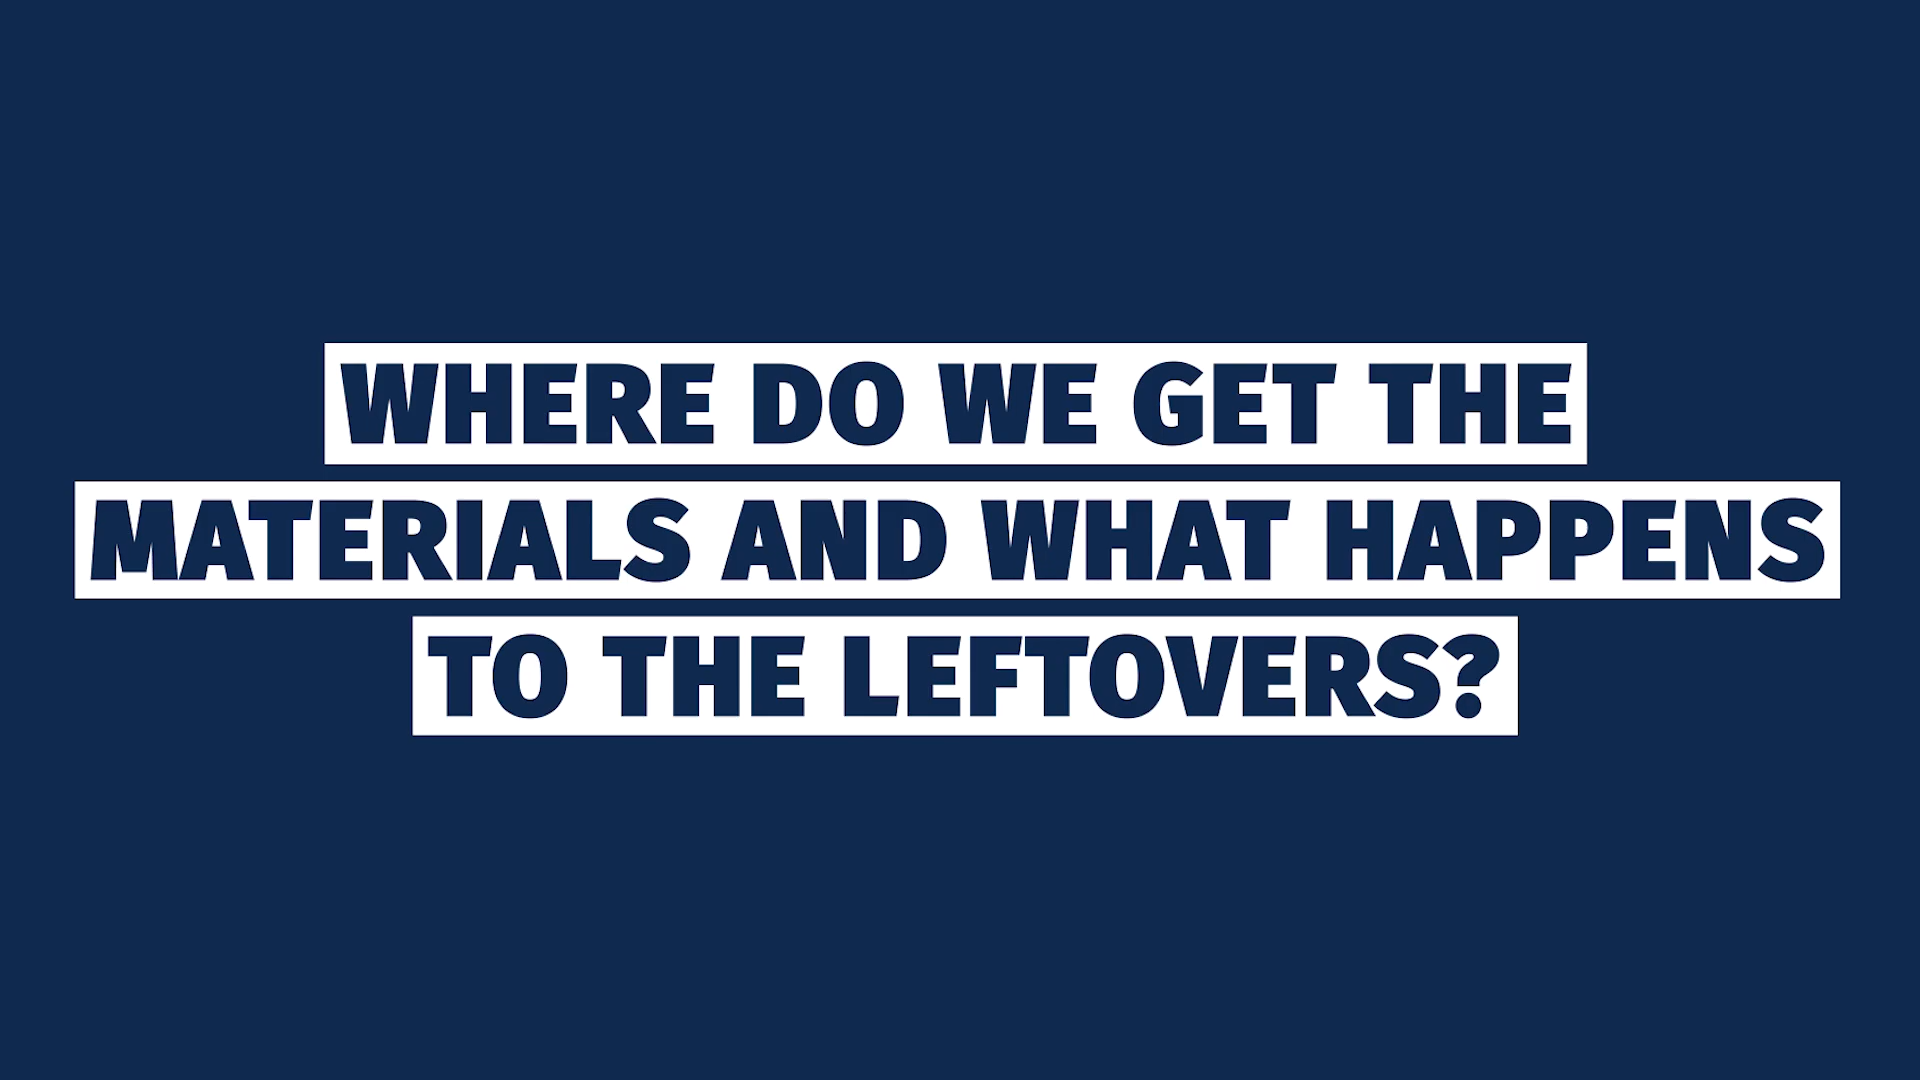 WHERE DO WE GET THE
MATERIALS AND WHAT HAPPENS
TO THE LEFTOVERS?